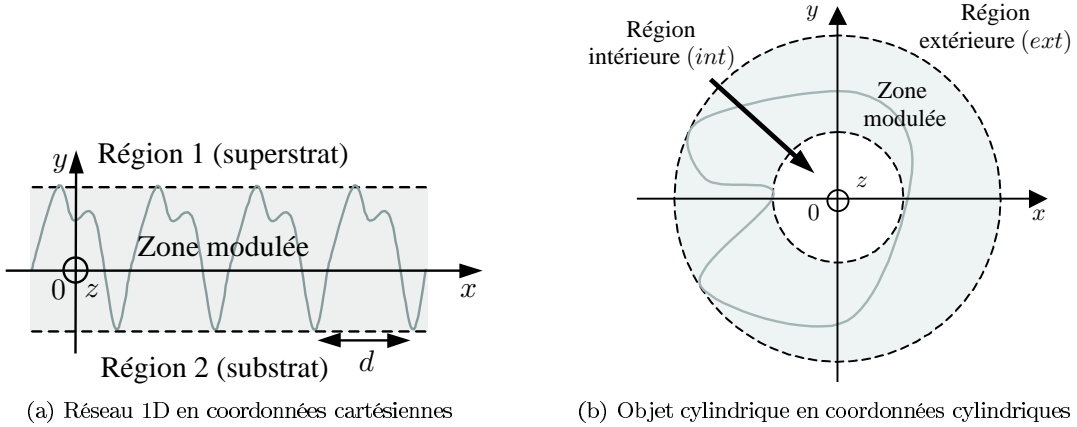 y
Région 1 (superstrat)
Zone modulée
0
z
x
Région 2 (substrat)
d
(a) Réseau 1D en coordonnées cartésiennes
y
Région
extérieure (ext)
Région
intérieure (int)
Zone
modulée
z
0
x
(b) Objet cylindrique en coordonnées cylindriques